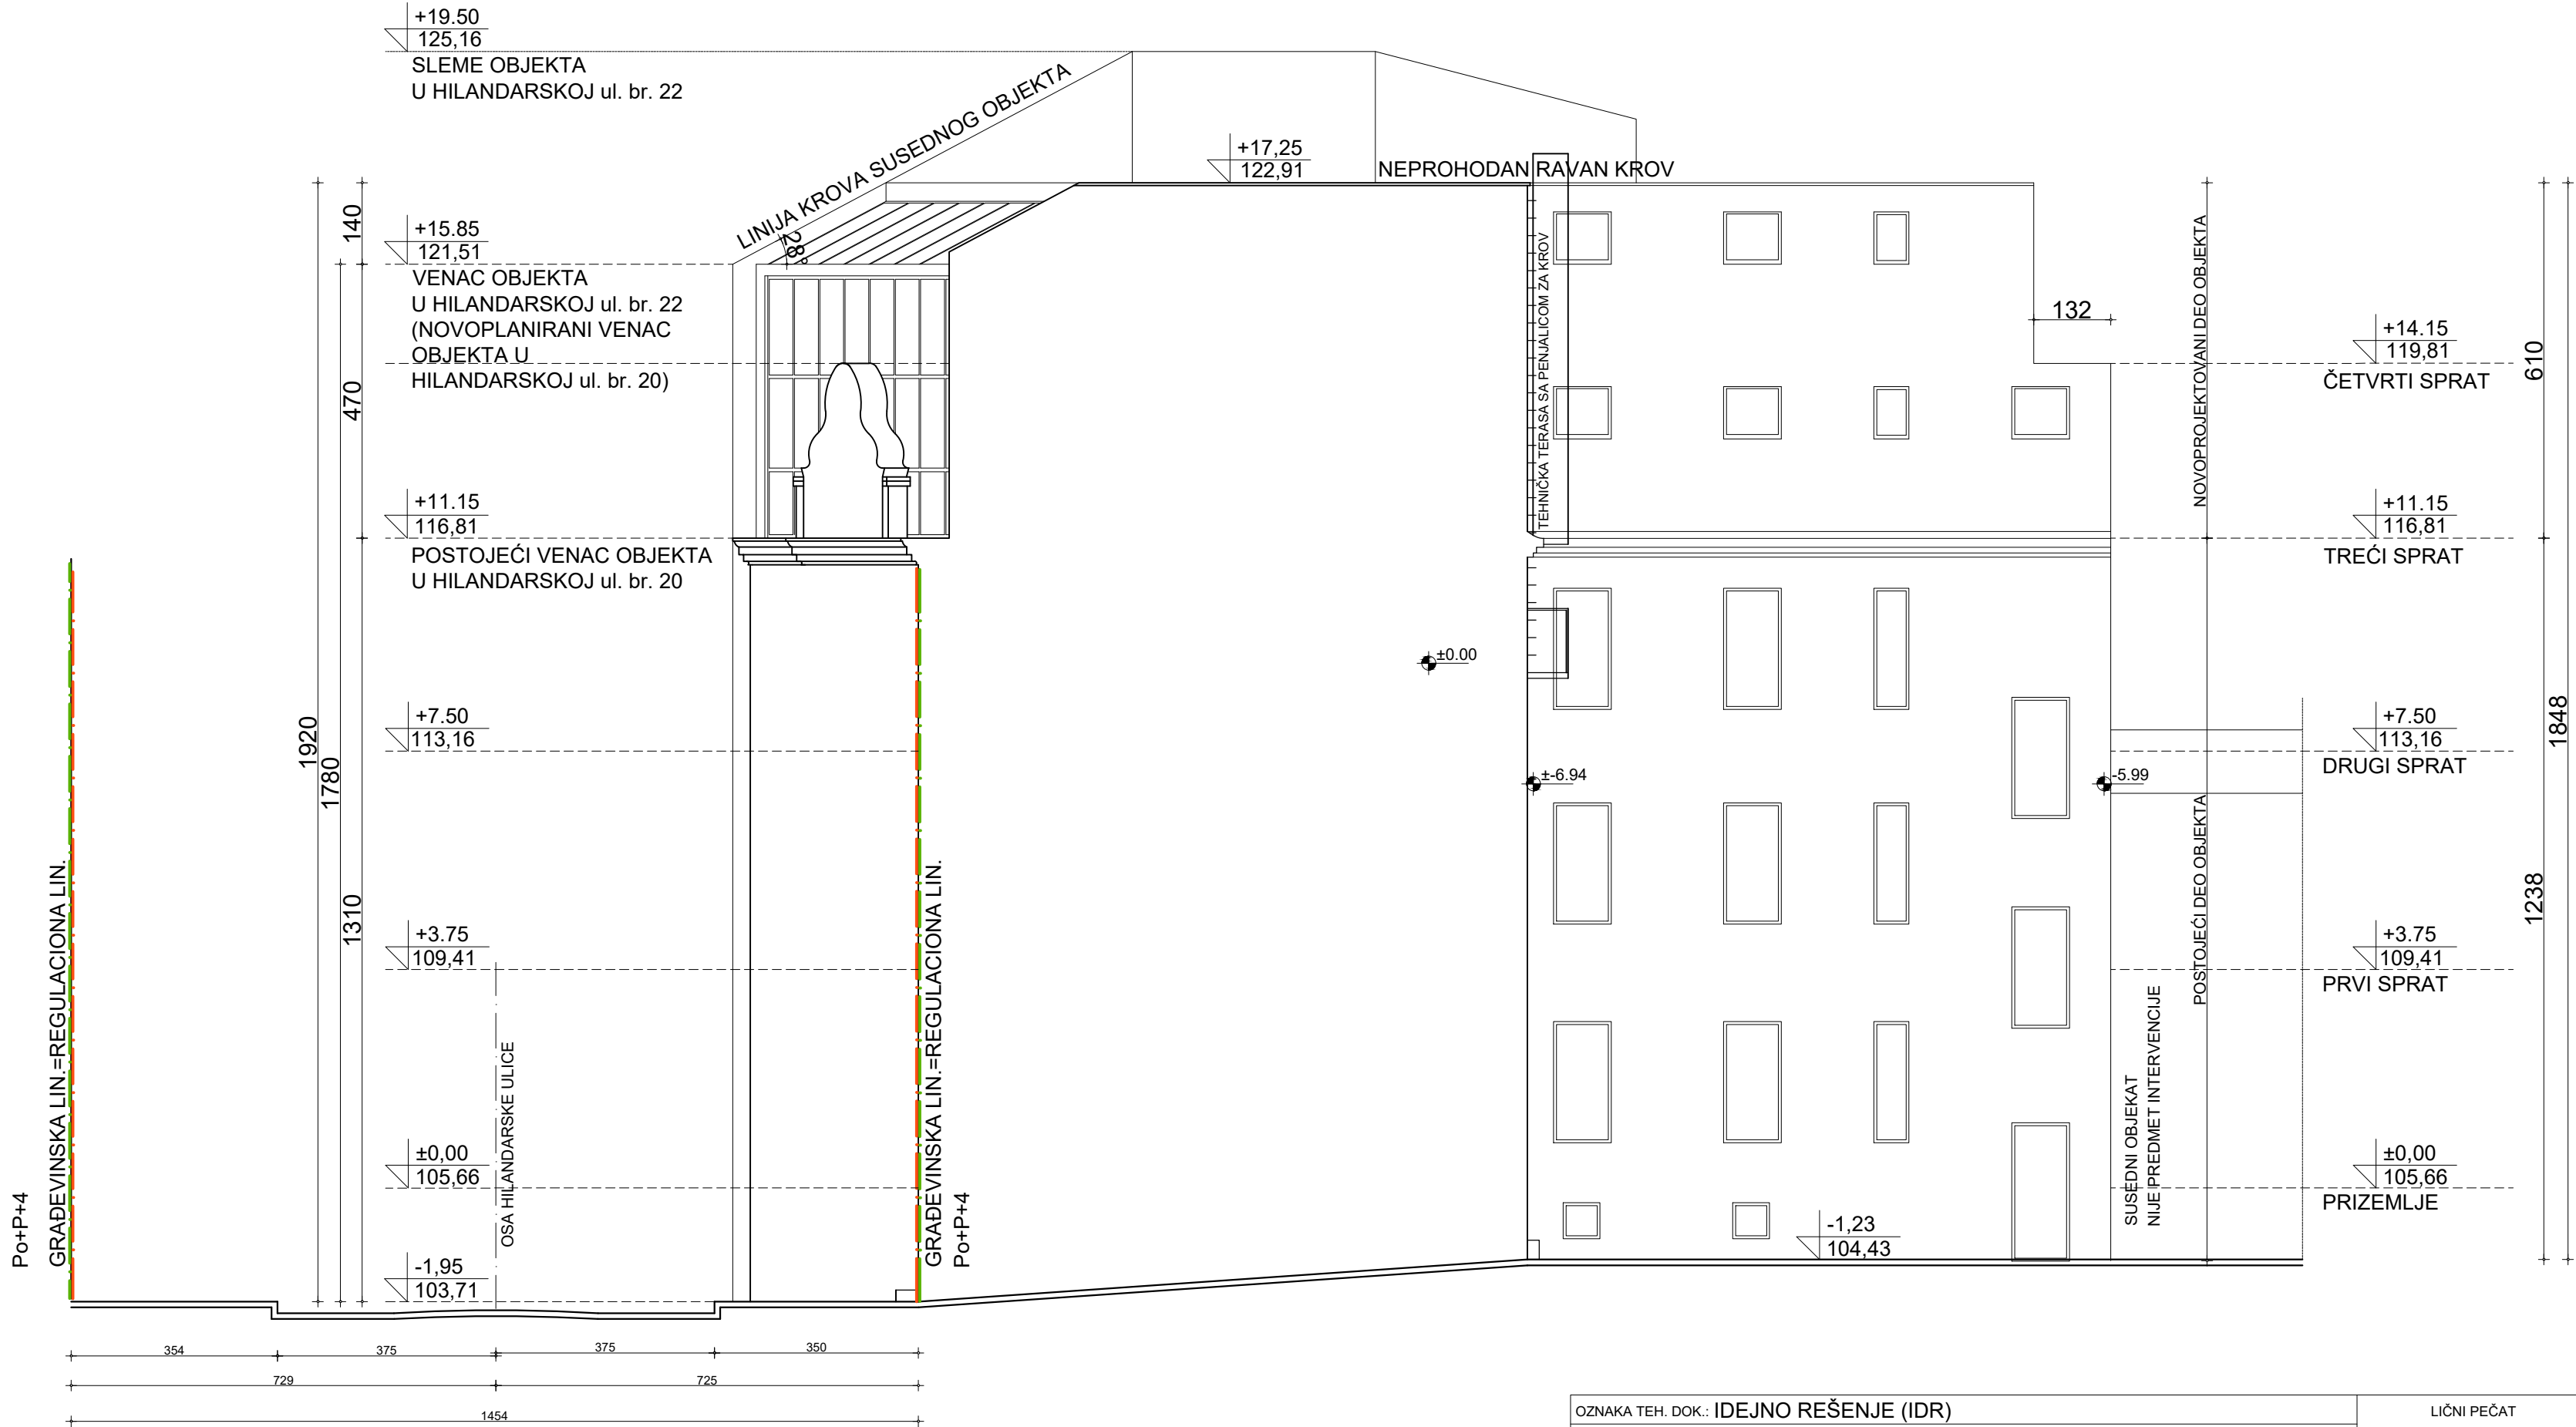 +19.50
125,16
SLEME OBJEKTA
U HILANDARSKOJ ul. br. 22
LINIJA KROVA SUSEDNOG OBJEKTA
+17,25
122,91
NEPROHODAN RAVAN KROV
140
+15.85
121,51
28°
VENAC OBJEKTA
U HILANDARSKOJ ul. br. 22
(NOVOPLANIRANI VENAC
OBJEKTA U
HILANDARSKOJ ul. br. 20)
470
TEHNIČKA TERASA SA PENJALICOM ZA KROV
132
NOVOPROJEKTOVANI DEO OBJEKTA
+14.15
119,81
ČETVRTI SPRAT
610
+11.15
116,81
POSTOJEĆI VENAC OBJEKTA
U HILANDARSKOJ ul. br. 20
+11.15
116,81
TREĆI SPRAT
±0.00
1920
1780
1310
+7.50
113,16
±-6.94
-5.99
+7.50
113,16
DRUGI SPRAT
1848
1238
POSTOJEĆI DEO OBJEKTA
+3.75
109,41
+3.75
109,41
PRVI SPRAT
Po+P+4
GRAĐEVINSKA LIN.=REGULACIONA LIN.
OSA HILANDARSKE ULICE
GRAĐEVINSKA LIN.=REGULACIONA LIN.
Po+P+4
SUSEDNI OBJEKAT
NIJE PREDMET INTERVENCIJE
±0,00
105,66
±0,00
105,66
PRIZEMLJE
-1,23
104,43
-1,95
103,71
354
375
375
350
729
725
1454
OZNAKA TEH. DOK.: IDEJNO REŠENJE (IDR)
LIČNI PEČAT